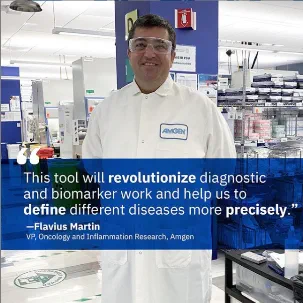 AMGEN
AMGEN
“
This tool will revolutionize diagnostic
and biomarker work and help us to
define different diseases more precisely.”
—Flavius Martin
VP, Oncology and Inflammation Research, Amgen